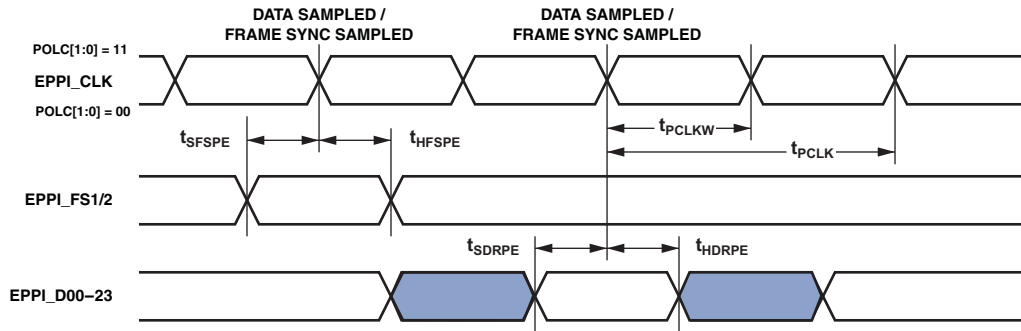 DATA SAMPLED /
FRAME SYNC SAMPLED
DATA SAMPLED /
FRAME SYNC SAMPLED
POLC[1:0] = 11
EPPI_CLK
POLC[1:0] = 00
tSFSPE
tHFSPE
tPCLKW
tPCLK
EPPI_FS1/2
tSDRPE
tHDRPE
EPPI_D00–23